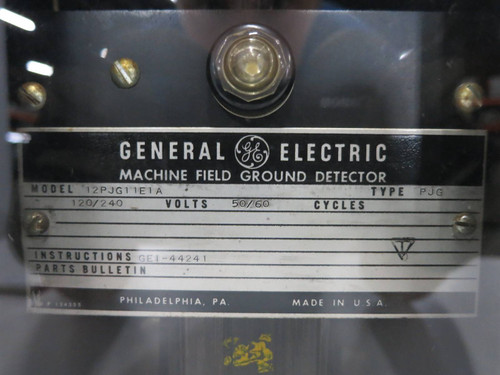 GENERAL GE ELECTRIC
MACHINE FIELD GROUND DETECTOR
MODEL 12PJG11E1A TYPE PJG
120/240 VOLTS 50/60 CYCLES
INSTRUCTIONS GEI-44241
PARTS BULLETIN
PHILADELPHIA, PA. MADE IN U.S.A.